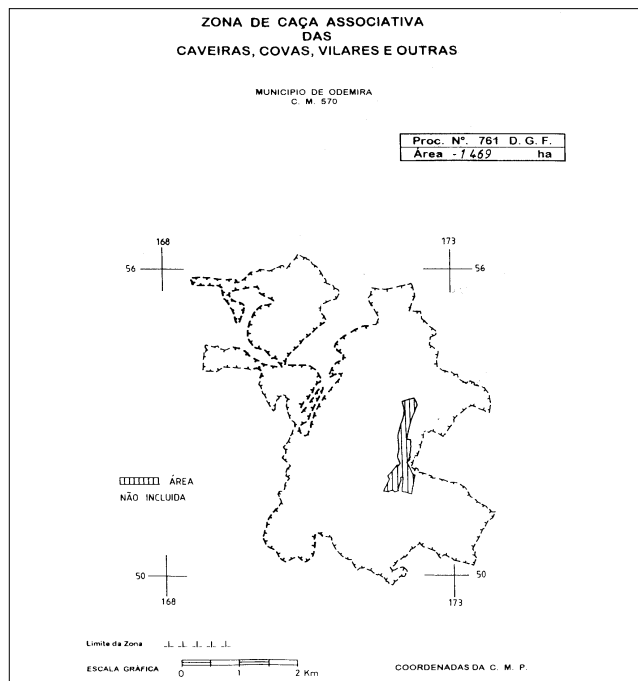 ZONA DE CAÇA ASSOCIATIVA
DAS
CAVEIRAS, COVAS, VILARES E OUTRAS
MUNICIPIO DE ODEMIRA
C. M. 570
Proc. Nº. 761 D. G. F.
Área - 1469 ha
168
173
56
56
ÁREA
NÃO INCLUIDA
50
50
168
173
Limite da Zona
ESCALA GRÁFICA
0 1 2 Km
COORDENADAS DA C. M. P.